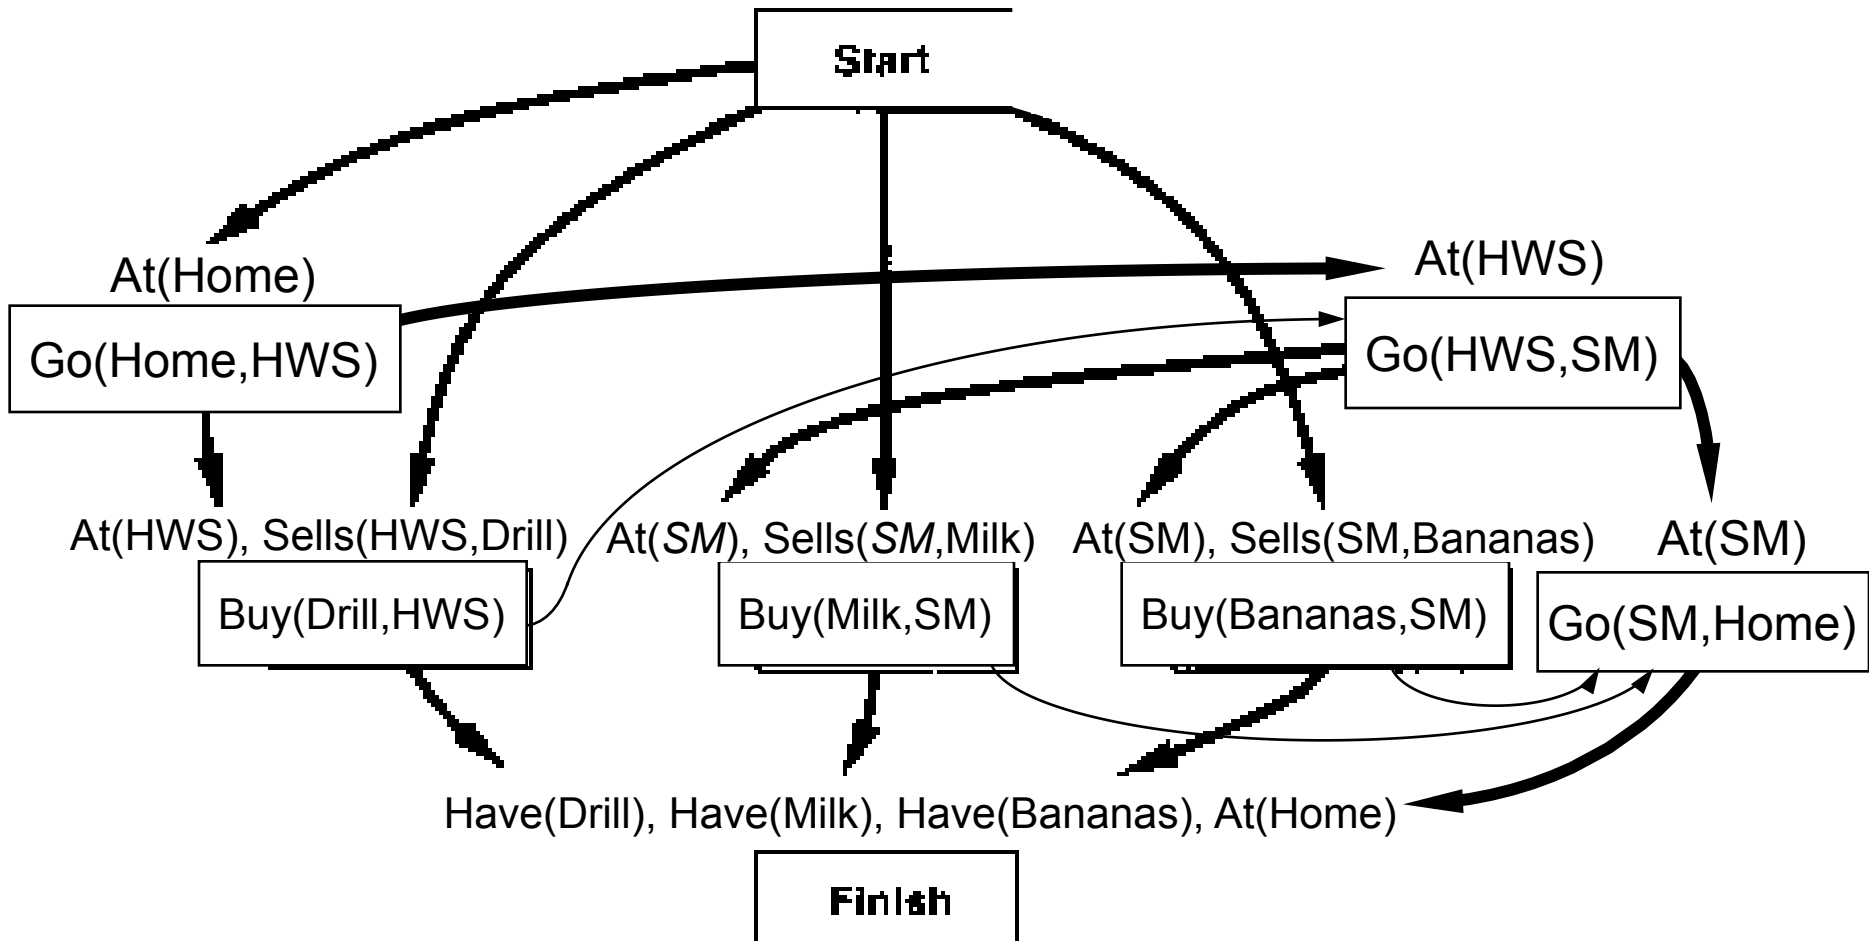 Start
At(Home)
At(HWS)
Go(Home,HWS)
Go(HWS,SM)
At(HWS), Sells(HWS,Drill)
At(SM), Sells(SM,Milk)
At(SM), Sells(SM,Bananas)
At(SM)
Buy(Drill,HWS)
Buy(Milk,SM)
Buy(Bananas,SM)
Go(SM,Home)
Have(Drill), Have(Milk), Have(Bananas), At(Home)
Finish